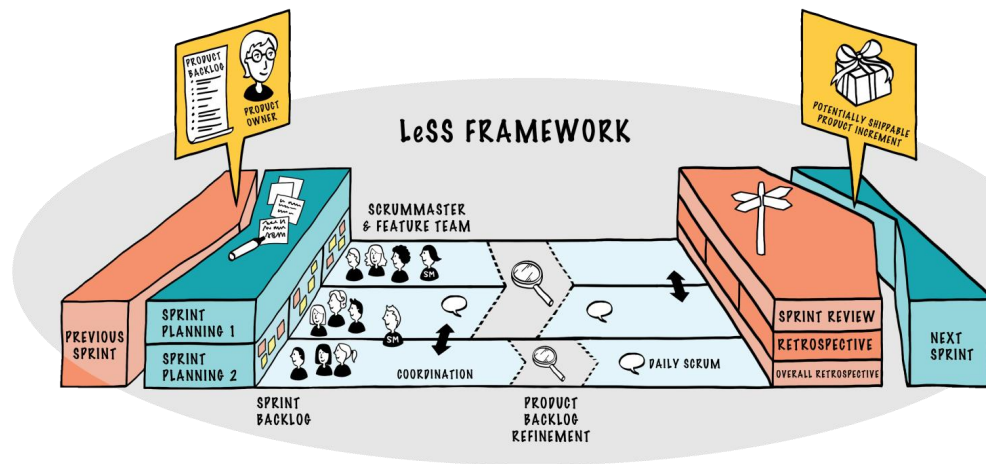 PRODUCT
BACKLOG
PRODUCT
OWNER
POTENTIALLY SHIPPABLE
PRODUCT INCREMENT
LeSS FRAMEWORK
SCRUMMASTER
& FEATURE TEAM
SM
SM
PREVIOUS
SPRINT
SPRINT
PLANNING 1
SPRINT
PLANNING 2
COORDINATION
DAILY SCRUM
SPRINT
BACKLOG
PRODUCT
BACKLOG
REFINEMENT
SPRINT REVIEW
RETROSPECTIVE
OVERALL RETROSPECTIVE
NEXT
SPRINT